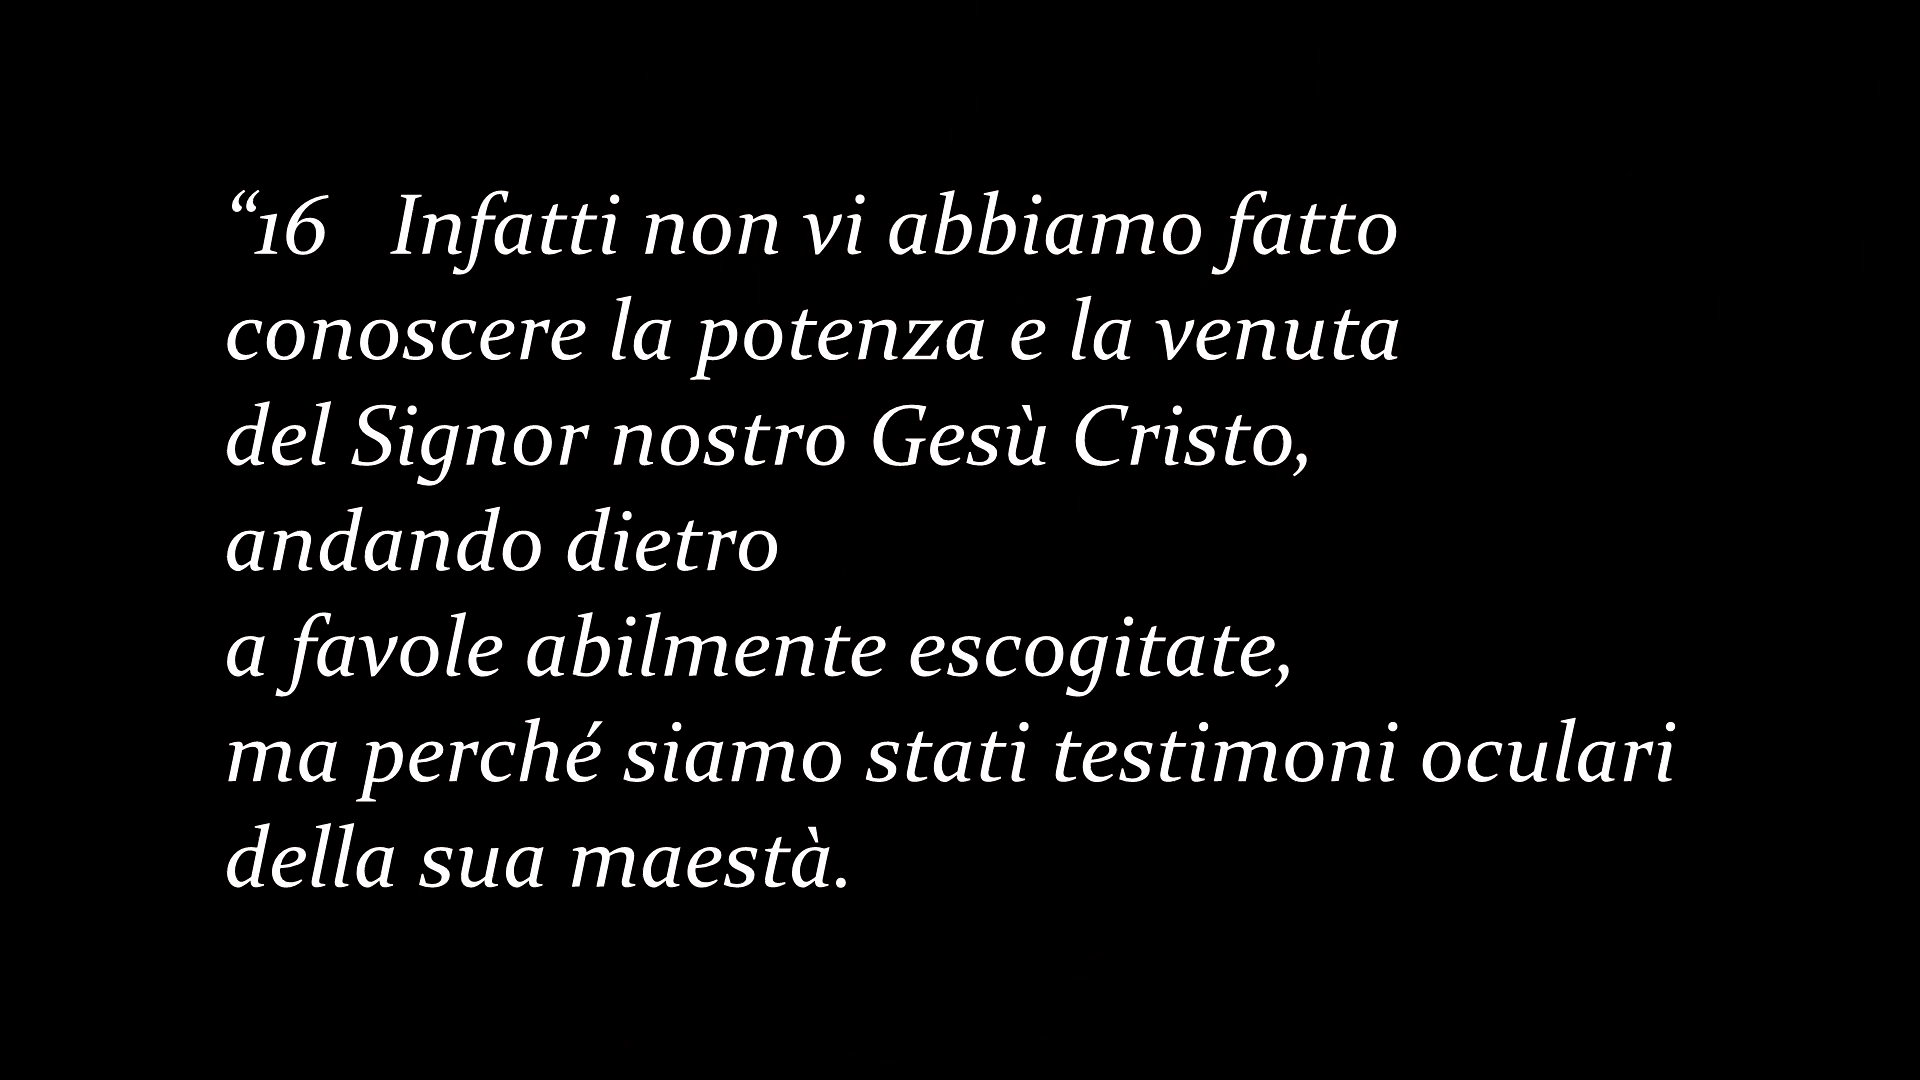 “16   Infatti non vi abbiamo fatto
conoscere la potenza e la venuta
del Signor nostro Gesù Cristo,
andando dietro
a favole abilmente escogitate,
ma perché siamo stati testimoni oculari
della sua maestà.